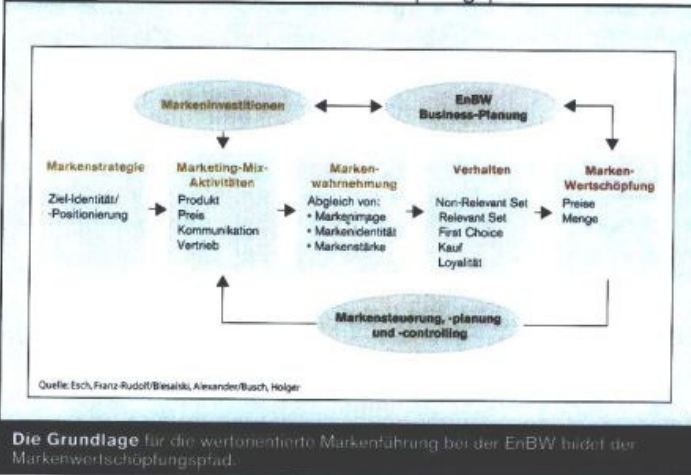 Markeninvestitionen
EnBW
Business-Planung
Markenstrategie
Ziel-Identität/
-Positionierung
Marketing-Mix-
Aktivitäten
Produkt
Preis
Kommunikation
Vertrieb
Marken-
wahrnehmung
Abgleich von:
• Markenimage
• Markenidentität
• Markenstärke
Verhalten
Non-Relevant Set
Relevant Set
First Choice
Kauf
Loyalität
Marken-
Wertschöpfung
Preise
Menge
Markensteuerung, -planung
und -controlling
Quelle: Esch, Franz-Rudolf/Biesalski, Alexander/Busch, Holger
Die Grundlage für die wertorientierte Markenführung bei der EnBW bildet der
Markenwertschöpfungspfad.